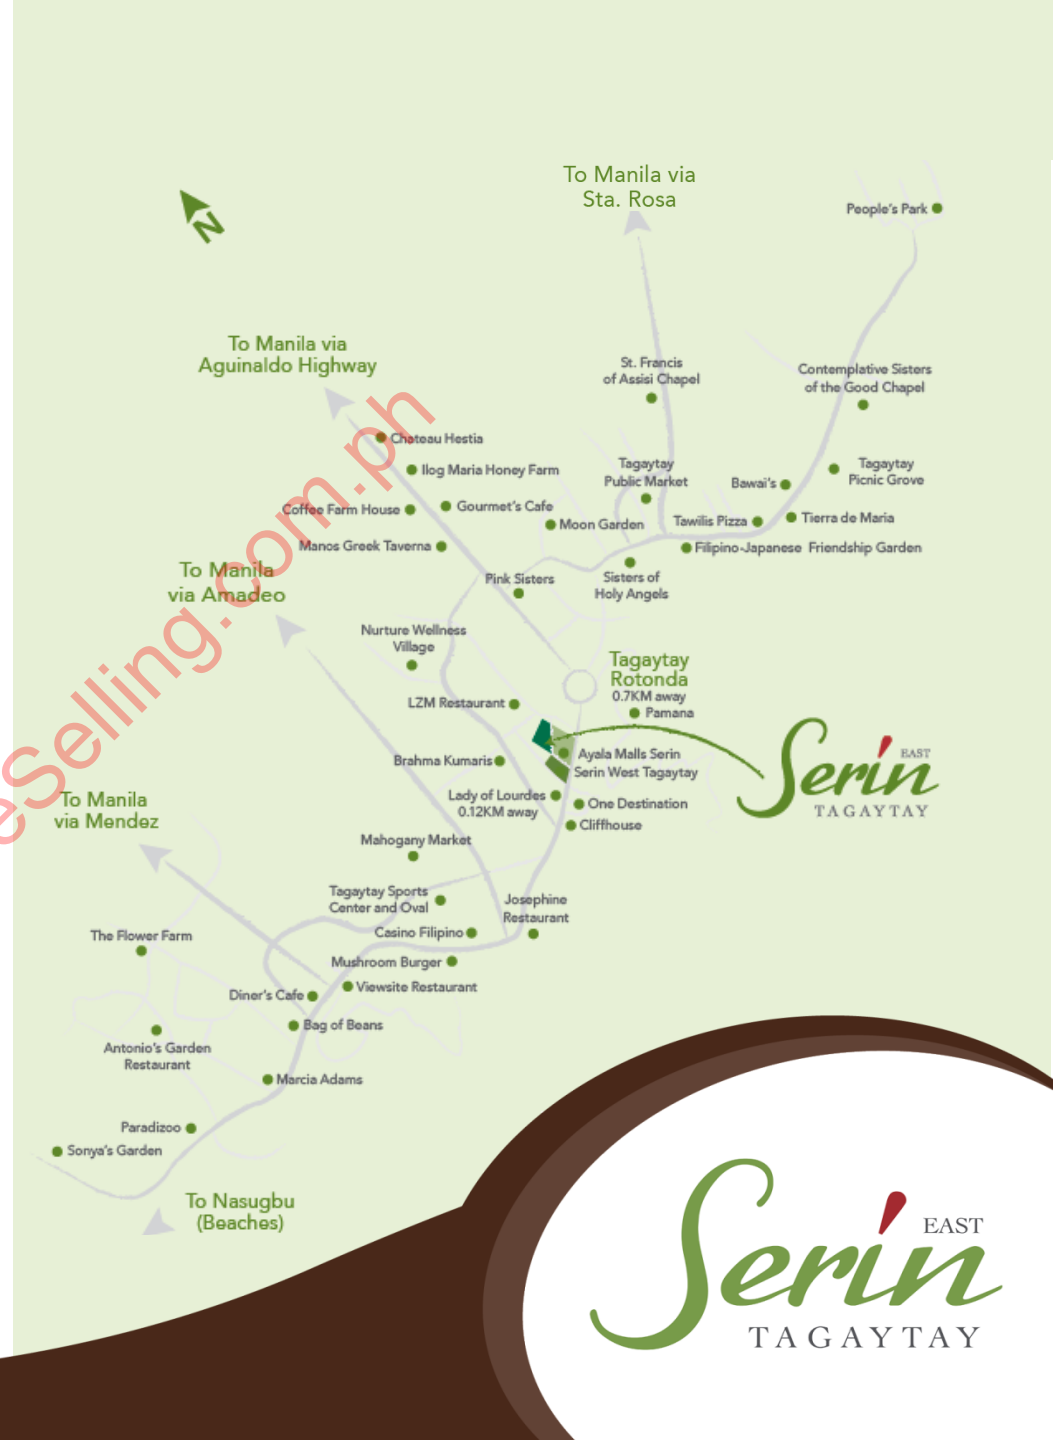 To Manila via
Sta. Rosa
People's Park
N
To Manila via
Aguinaldo Highway
St. Francis
of Assisi Chapel
Contemplative Sisters
of the Good Chapel
Chateau Hestia
Ilog Maria Honey Farm
Tagaytay
Public Market
Bawai's
Tagaytay
Picnic Grove
Coffee Farm House
Gourmet's Cafe
Moon Garden
Tawilis Pizza
Tierra de Maria
Manos Greek Taverna
Filipino-Japanese Friendship Garden
To Manila
via Amadeo
Pink Sisters
Sisters of
Holy Angels
Nurture Wellness
Village
Tagaytay
Rotonda
0.7KM away
LZM Restaurant
Pamana
Brahma Kumaris
Ayala Malls Serin
Serin West Tagaytay
Serin
EAST
TAGAYTAY
Lady of Lourdes
0.12KM away
One Destination
Cliffhouse
To Manila
via Mendez
Mahogany Market
Tagaytay Sports
Center and Oval
Josephine
Restaurant
Casino Filipino
The Flower Farm
Mushroom Burger
Viewsite Restaurant
Diner's Cafe
Bag of Beans
Antonio's Garden
Restaurant
Marcia Adams
Paradizoo
Sonya's Garden
To Nasugbu
(Beaches)
eSelling.com.ph
Serin
EAST
TAGAYTAY